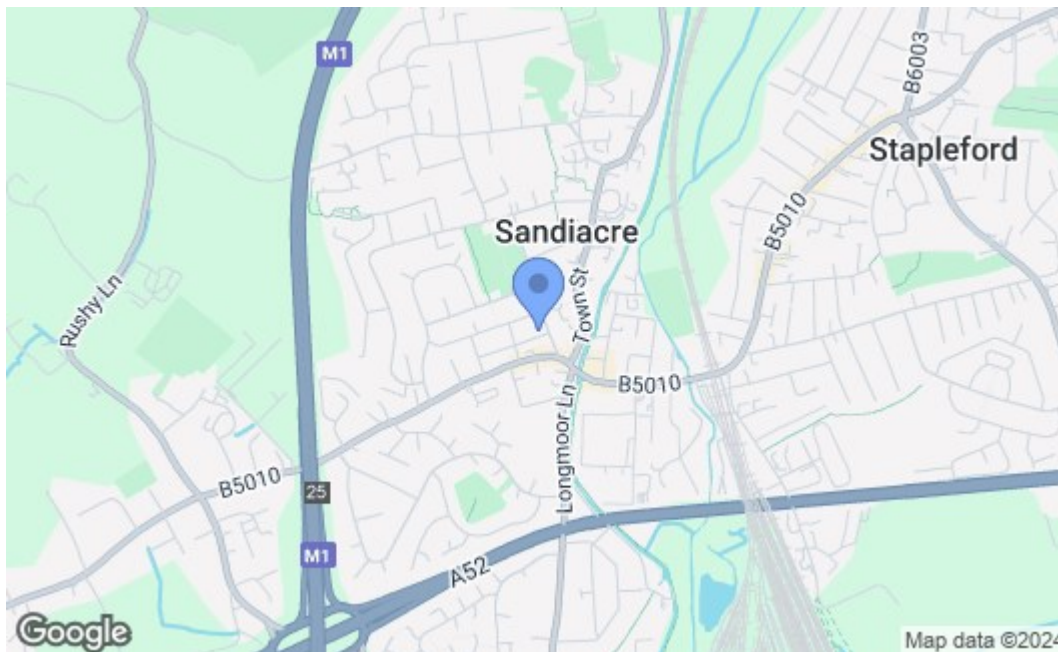 M1
B6003
Stapleford
Sandiacre
B5010
Rushy Ln
Town St
B5010
Longmoor Ln
B5010
25
M1
A52
Google
Map data ©2024